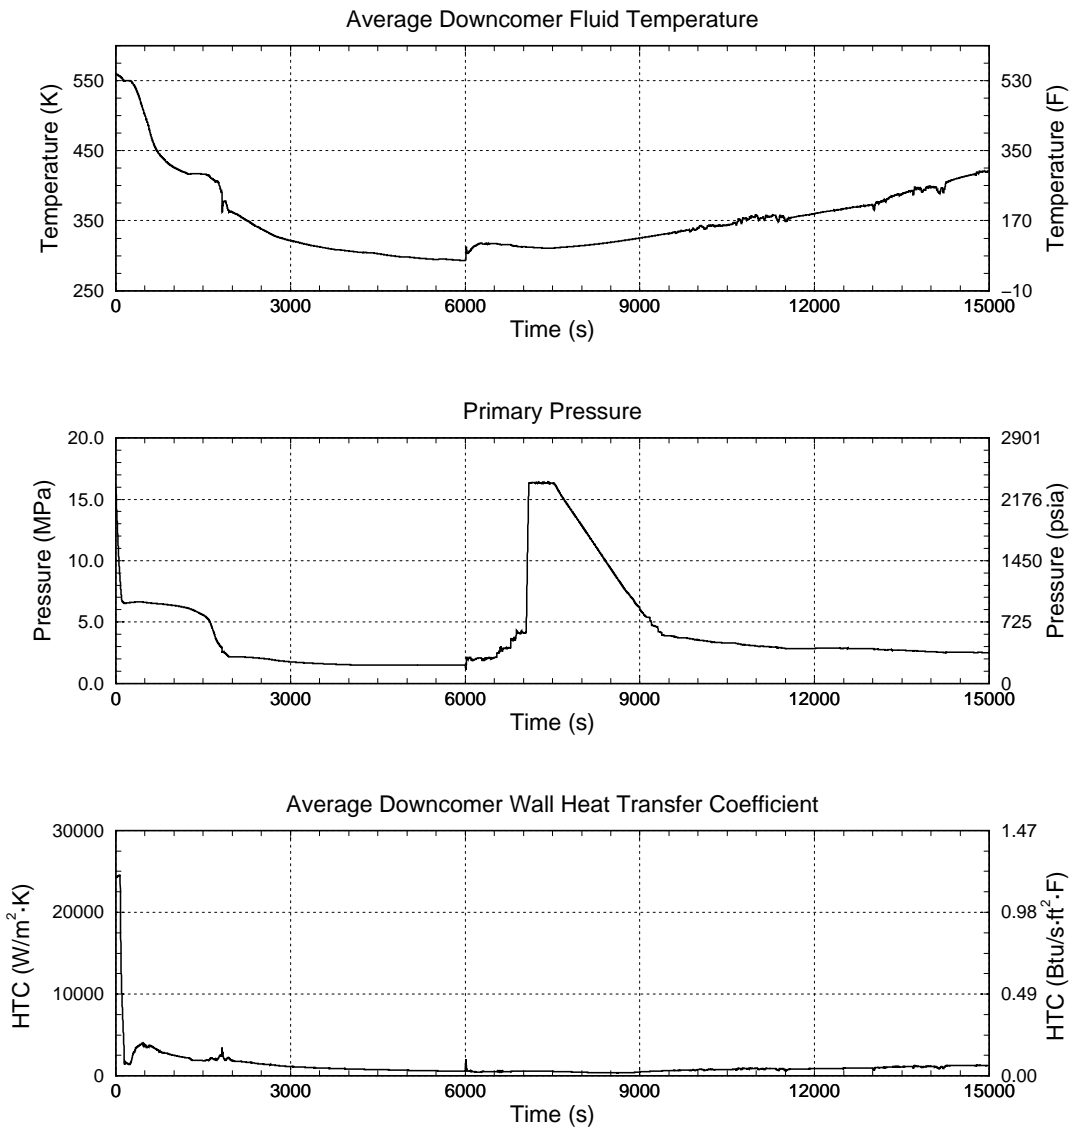 Average Downcomer Fluid Temperature
Temperature (K)
550
450
350
250
530
350
170
−10
Temperature (F)
0 3000 6000 9000 12000 15000
Time (s)
Primary Pressure
Pressure (MPa)
20.0
15.0
10.0
5.0
0.0
2901
2176
1450
725
0
Pressure (psia)
0 3000 6000 9000 12000 15000
Time (s)
Average Downcomer Wall Heat Transfer Coefficient
HTC (W/m²·K)
30000
20000
10000
0
1.47
0.98
0.49
0.00
HTC (Btu/s·ft²·F)
0 3000 6000 9000 12000 15000
Time (s)